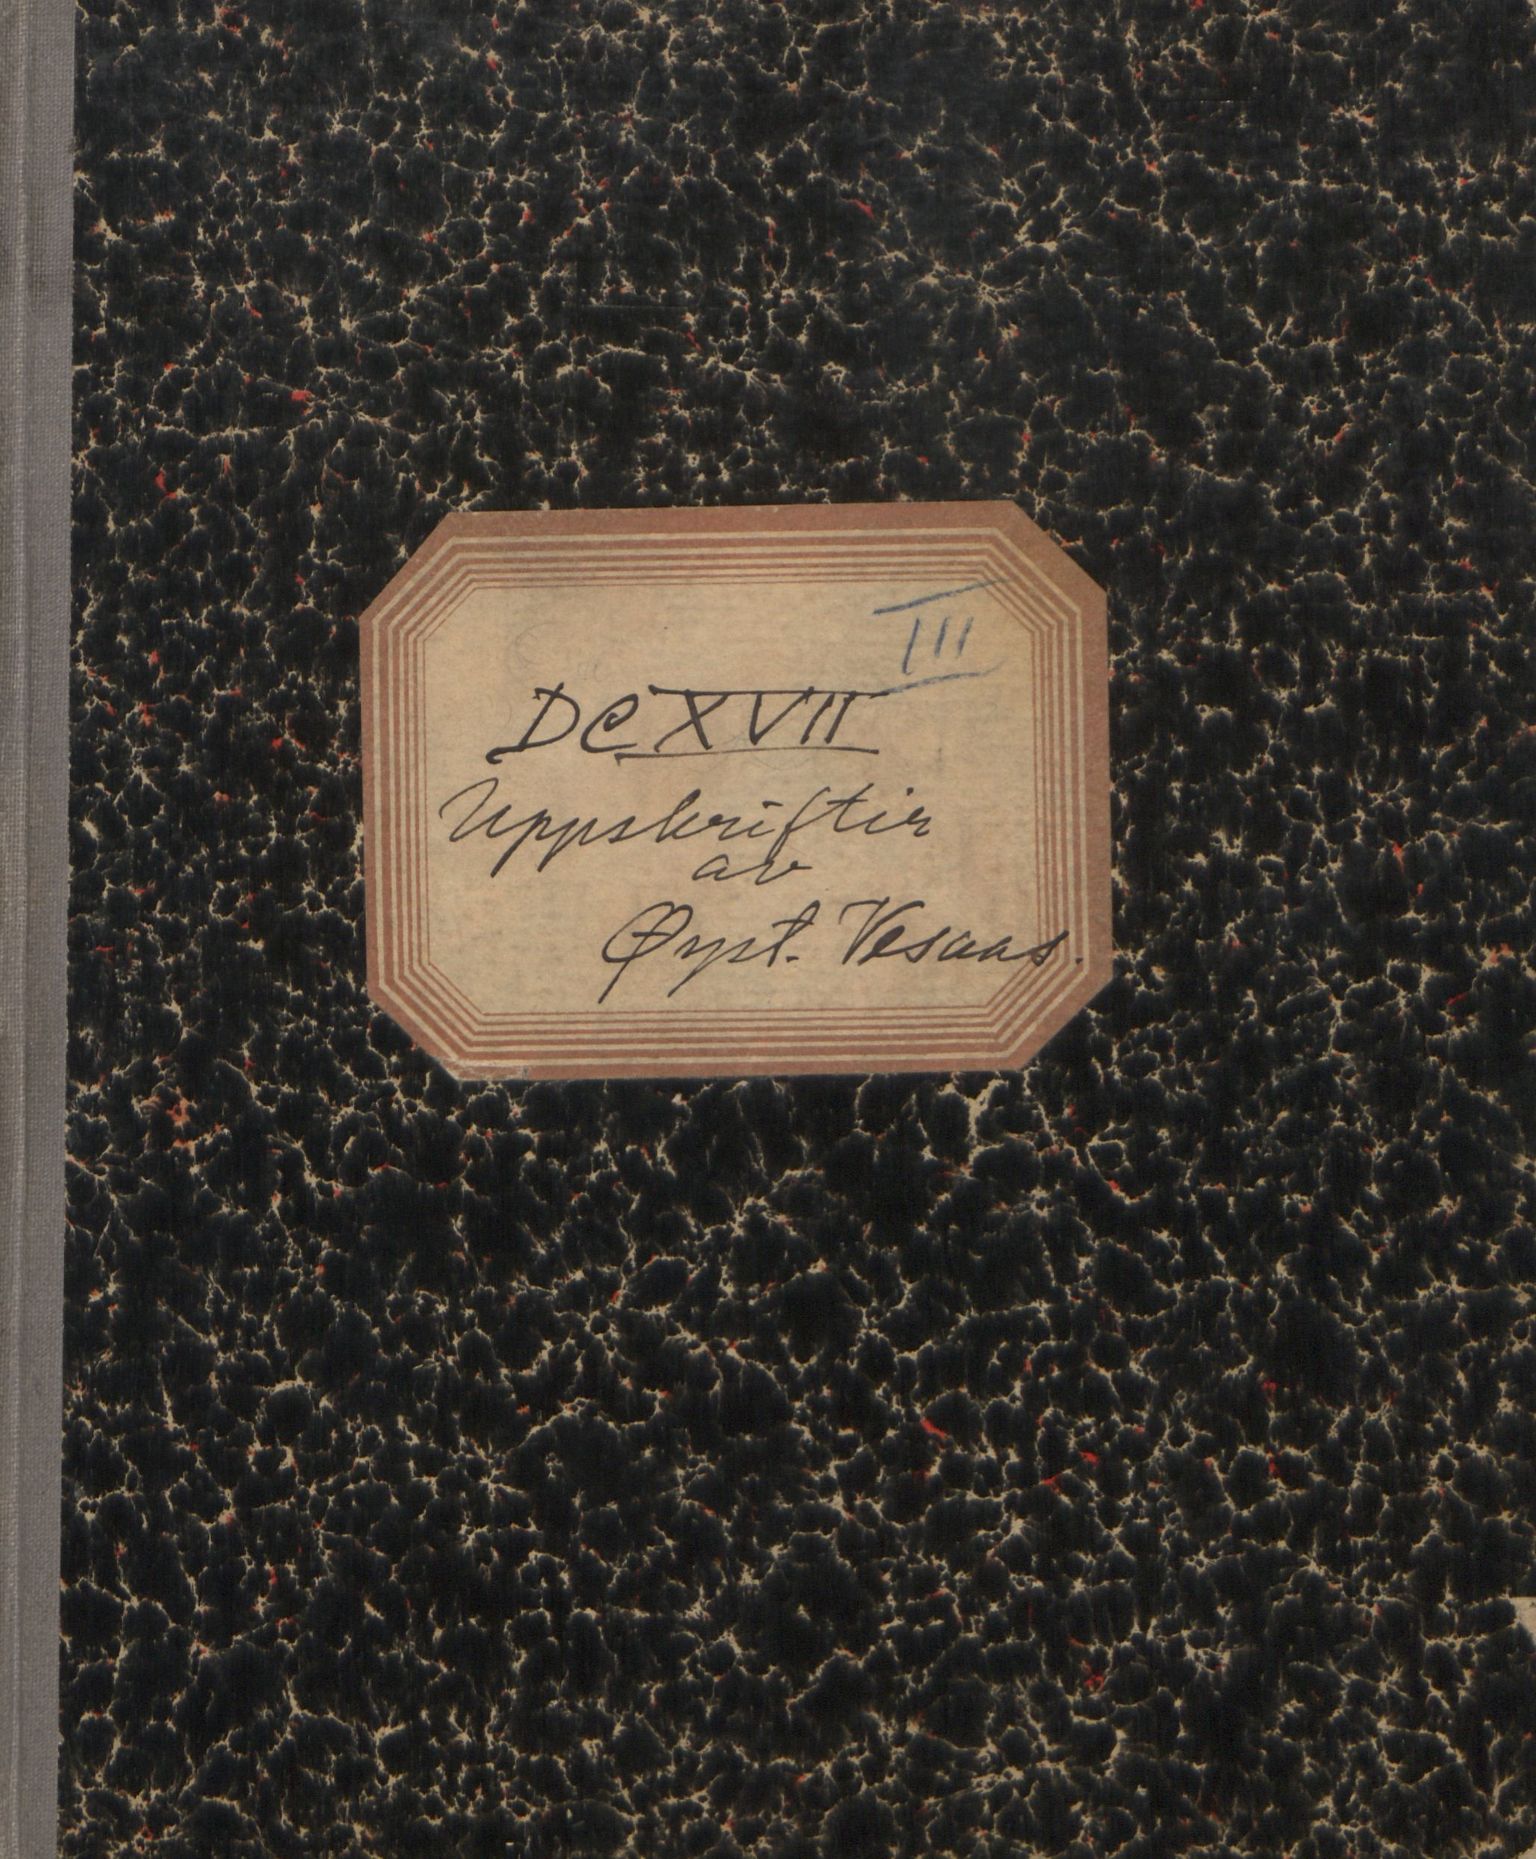 III
DCXVII
Uppskriftir
av
Øyst. Vesaas.